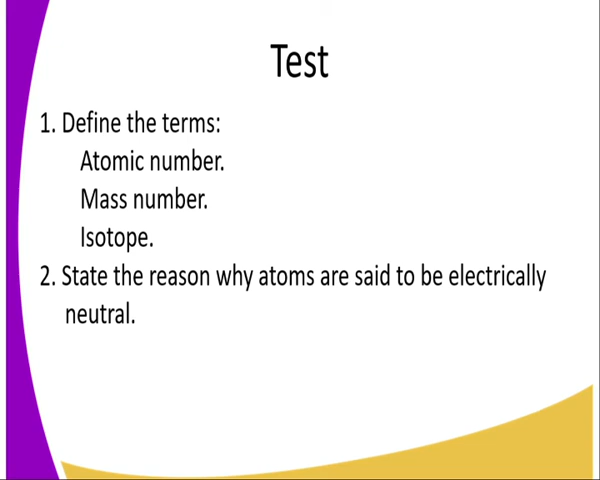 Test
1. Define the terms:
Atomic number.
Mass number.
Isotope.
2. State the reason why atoms are said to be electrically
neutral.